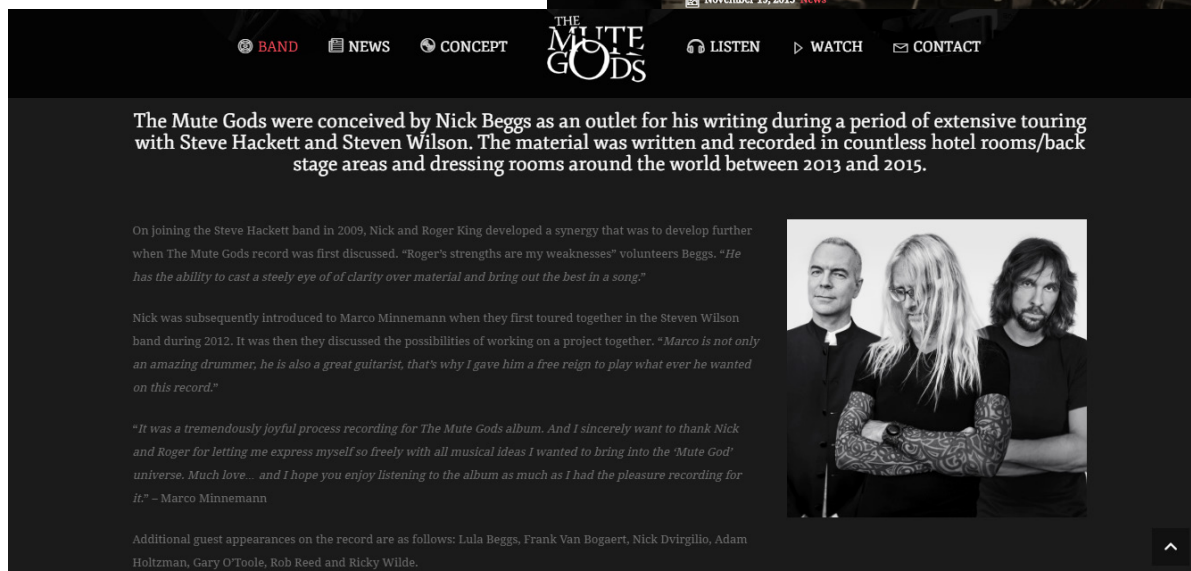 November 15, 2015 News
BAND
NEWS
CONCEPT
THE
MUTE
GODS
LISTEN
WATCH
CONTACT
The Mute Gods were conceived by Nick Beggs as an outlet for his writing during a period of extensive touring
with Steve Hackett and Steven Wilson. The material was written and recorded in countless hotel rooms/back
stage areas and dressing rooms around the world between 2013 and 2015.
On joining the Steve Hackett band in 2009, Nick and Roger King developed a synergy that was to develop further
when The Mute Gods record was first discussed. “Roger’s strengths are my weaknesses” volunteers Beggs. “He
has the ability to cast a steely eye of of clarity over material and bring out the best in a song.”
Nick was subsequently introduced to Marco Minnemann when they first toured together in the Steven Wilson
band during 2012. It was then they discussed the possibilities of working on a project together. “Marco is not only
an amazing drummer, he is also a great guitarist, that’s why I gave him a free reign to play what ever he wanted
on this record.”
“It was a tremendously joyful process recording for The Mute Gods album. And I sincerely want to thank Nick
and Roger for letting me express myself so freely with all musical ideas I wanted to bring into the ‘Mute God’
universe. Much love… and I hope you enjoy listening to the album as much as I had the pleasure recording for
it.” – Marco Minnemann
Additional guest appearances on the record are as follows: Lula Beggs, Frank Van Bogaert, Nick Dvirgilio, Adam
Holtzman, Gary O’Toole, Rob Reed and Ricky Wilde.